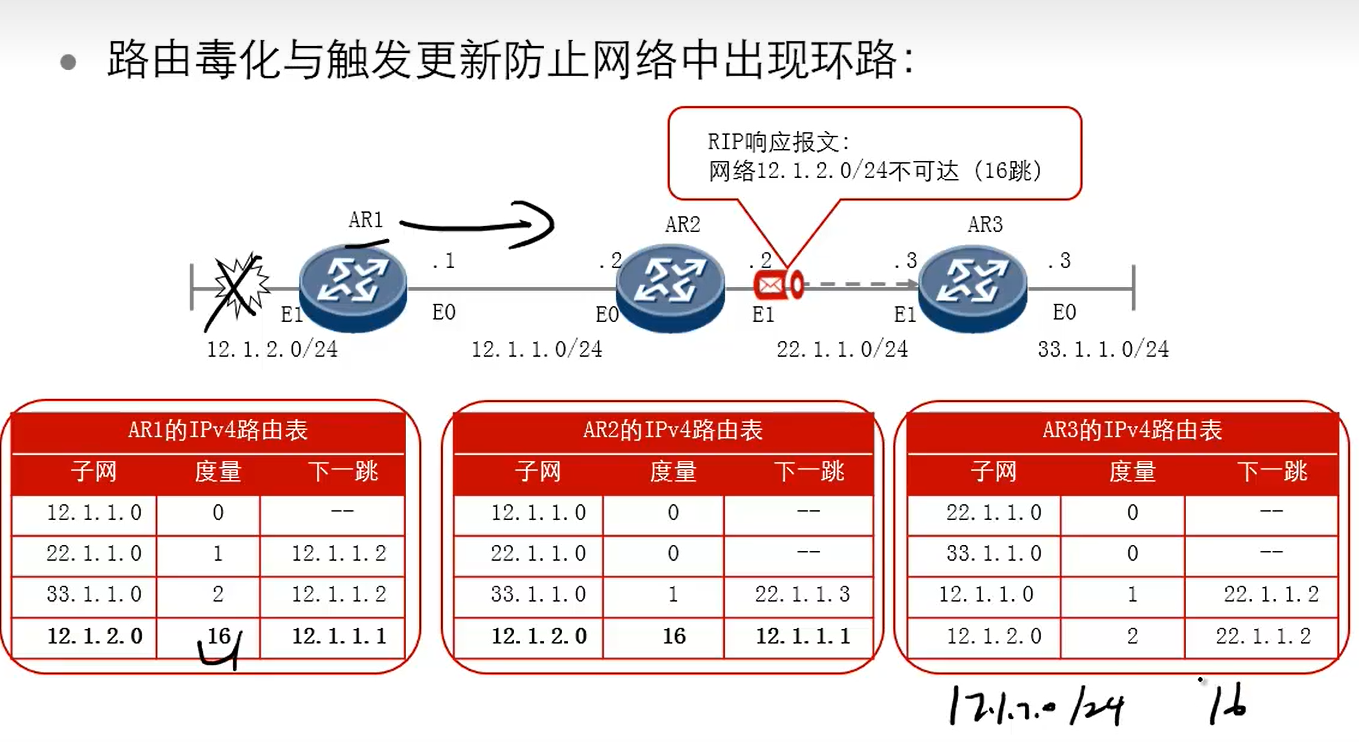 • 路由毒化与触发更新防止网络中出现环路：
RIP响应报文：
网络12.1.2.0/24不可达（16跳）
AR1
AR2
AR3
.1
.2
.2
.3
.3
E1
E0
E0
E1
E1
E0
12.1.2.0/24
12.1.1.0/24
22.1.1.0/24
33.1.1.0/24
AR1的IPv4路由表
子网 度量 下一跳
12.1.1.0 0 --
22.1.1.0 1 12.1.1.2
33.1.1.0 2 12.1.1.2
12.1.2.0 16 12.1.1.1
AR2的IPv4路由表
子网 度量 下一跳
12.1.1.0 0 --
22.1.1.0 0 --
33.1.1.0 1 22.1.1.3
12.1.2.0 16 12.1.1.1
AR3的IPv4路由表
子网 度量 下一跳
22.1.1.0 0 --
33.1.1.0 0 --
12.1.1.0 1 22.1.1.2
12.1.2.0 2 22.1.1.2
12.1.2.0/24 16